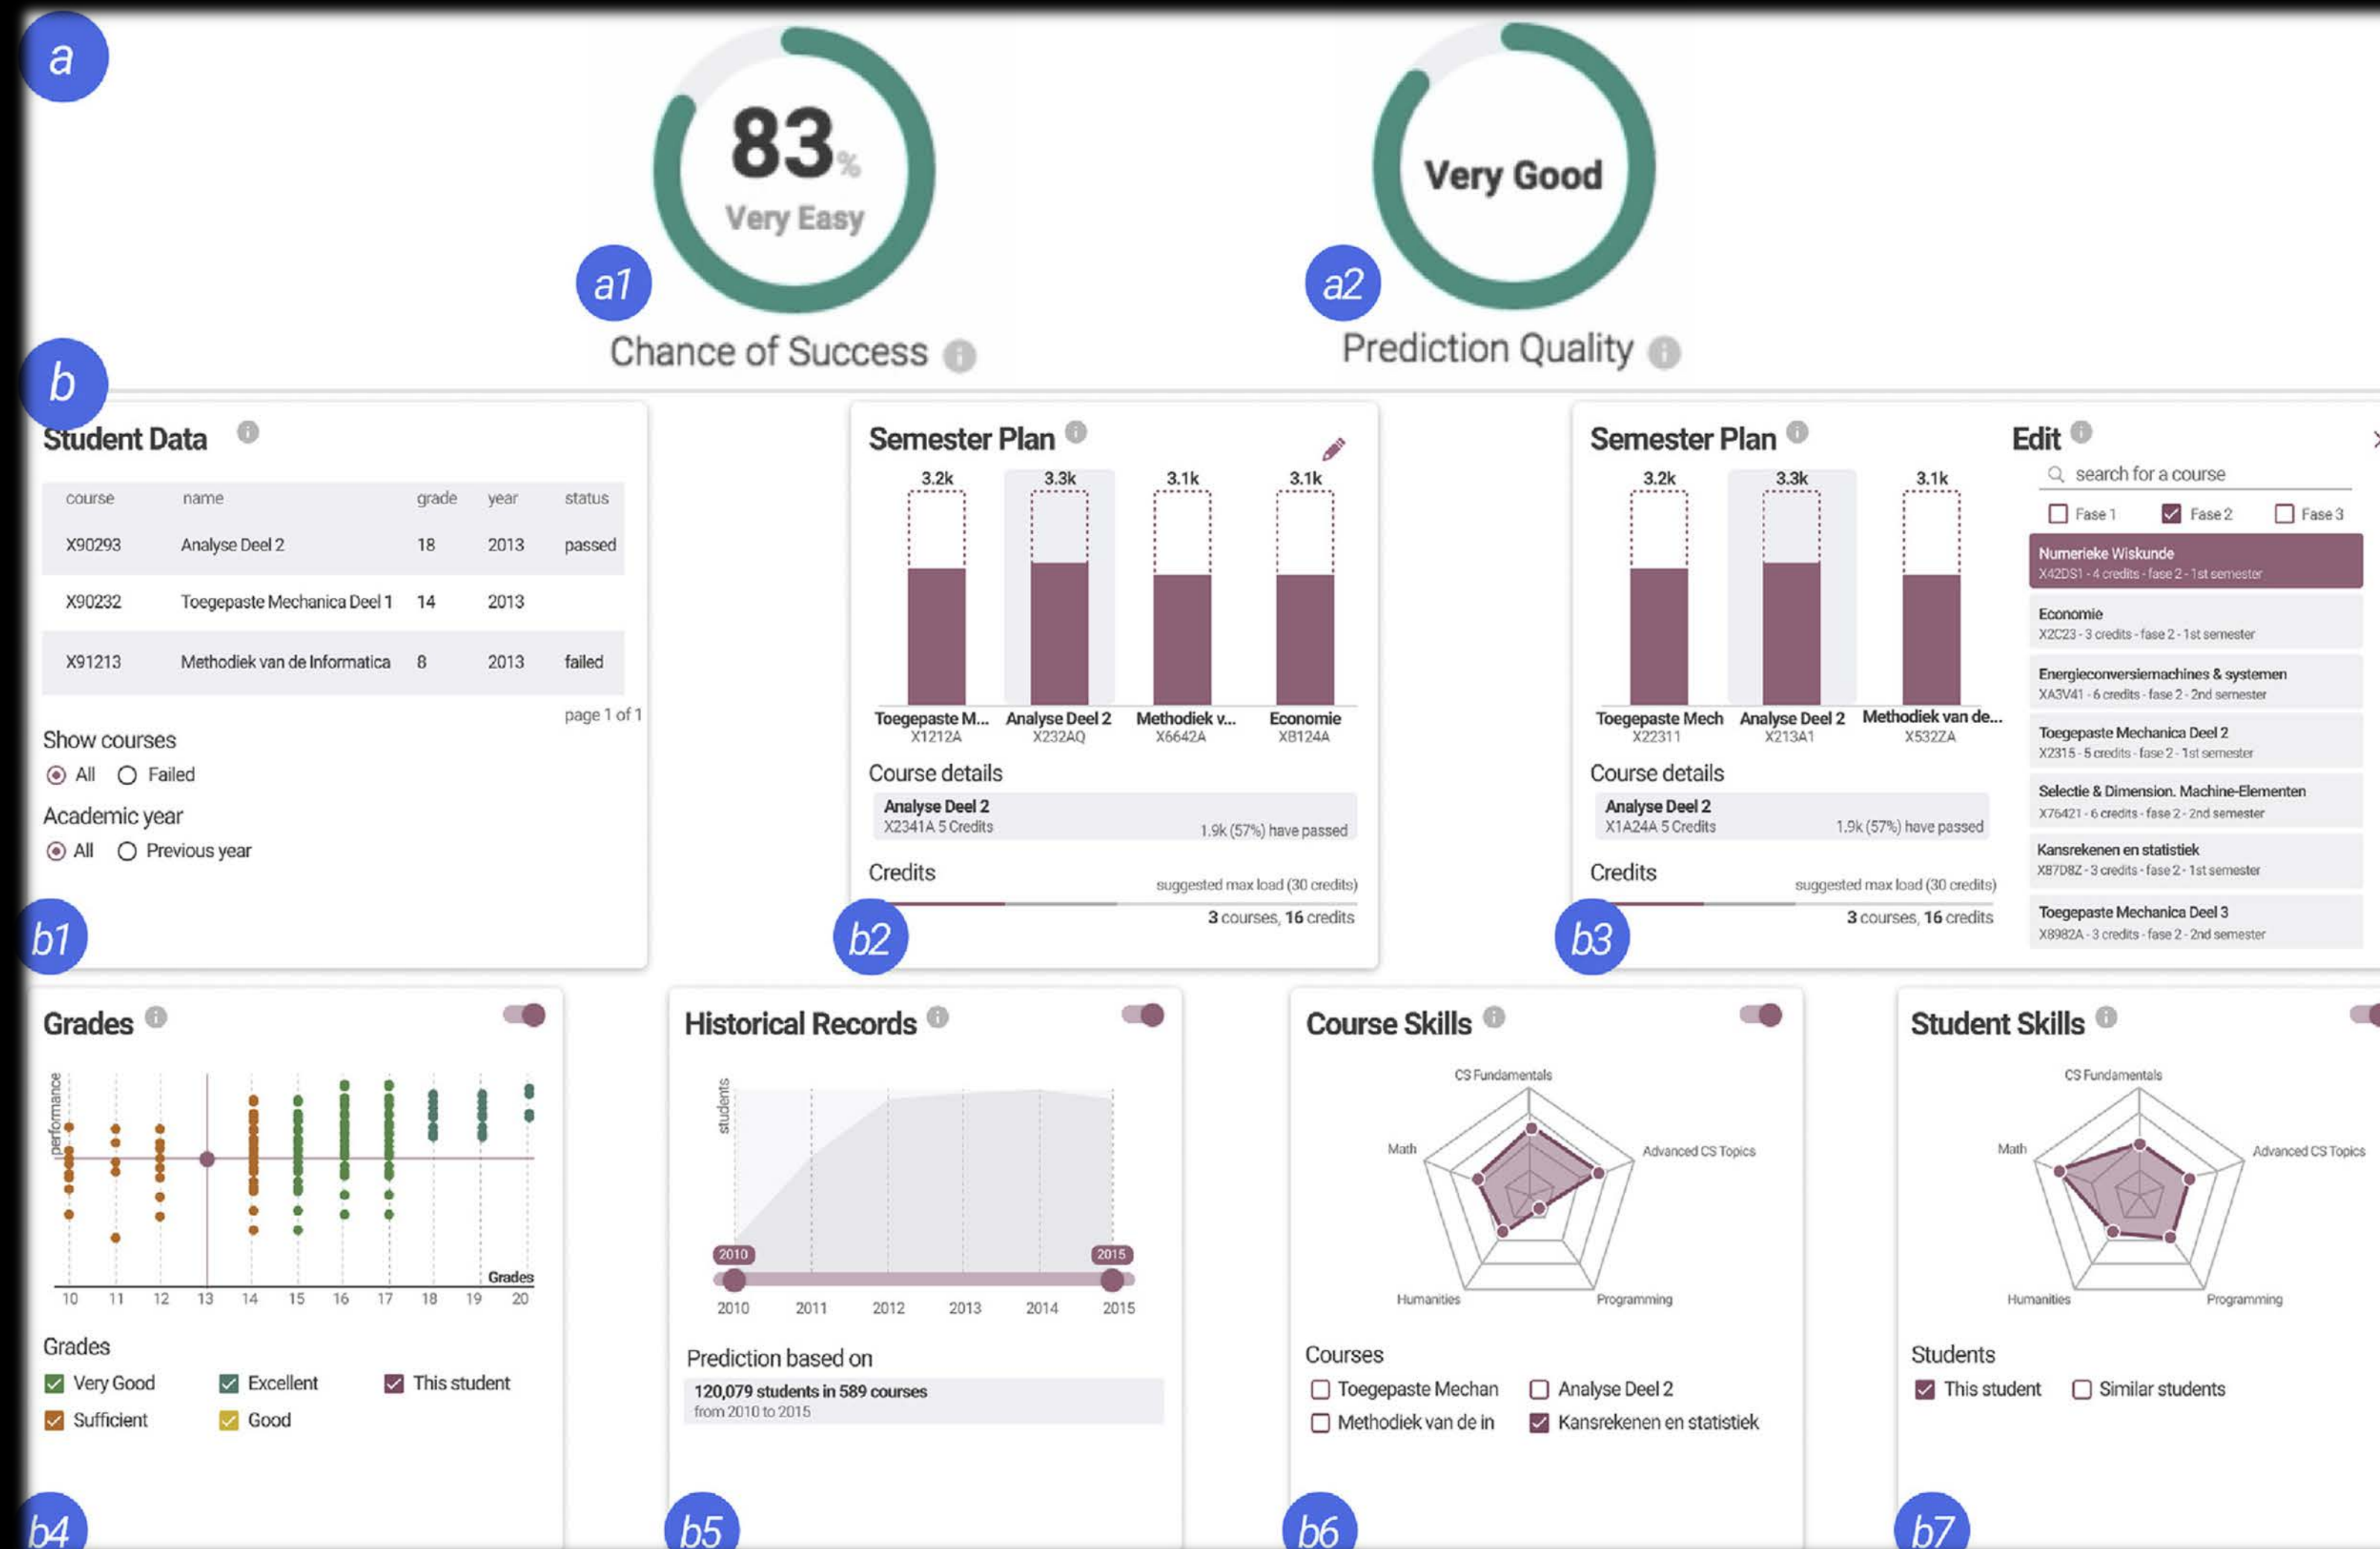 a
83%
Very Easy
a1
Chance of Success i
Very Good
a2
Prediction Quality i
b
Student Data i
course name grade year status
X90293 Analyse Deel 2 18 2013 passed
X90232 Toegepaste Mechanica Deel 1 14 2013
X91213 Methodiek van de Informatica 8 2013 failed
page 1 of 1
Show courses
All Failed
Academic year
All Previous year
b1
Semester Plan i
3.2k 3.3k 3.1k 3.1k
Toegepaste M... Analyse Deel 2 Methodiek v... Economie
X1212A X232AQ X6642A XB124A
Course details
Analyse Deel 2
X2341A 5 Credits 1.9k (57%) have passed
Credits
suggested max load (30 credits)
3 courses, 16 credits
b2
Semester Plan i
3.2k 3.3k 3.1k
Toegepaste Mech Analyse Deel 2 Methodiek van de...
X22311 X213A1 X532ZA
Course details
Analyse Deel 2
X1A24A 5 Credits 1.9k (57%) have passed
Credits
suggested max load (30 credits)
3 courses, 16 credits
b3
Edit i
search for a course
Fase 1 Fase 2 Fase 3
Numerieke Wiskunde
X42DS1 - 4 credits - fase 2 - 1st semester
Economie
X2C23 - 3 credits - fase 2 - 1st semester
Energieconversiemachines & systemen
XA3V41 - 6 credits - fase 2 - 2nd semester
Toegepaste Mechanica Deel 2
X2315 - 5 credits - fase 2 - 1st semester
Selectie & Dimension. Machine-Elementen
X76421 - 6 credits - fase 2 - 2nd semester
Kansrekenen en statistiek
XB7D8Z - 3 credits - fase 2 - 1st semester
Toegepaste Mechanica Deel 3
X8982A - 3 credits - fase 2 - 2nd semester
Grades i
performance
Grades
10 11 12 13 14 15 16 17 18 19 20
Grades
Very Good Excellent This student
Sufficient Good
b4
Historical Records i
students
2010 2015
2010 2011 2012 2013 2014 2015
Prediction based on
120,079 students in 589 courses
from 2010 to 2015
b5
Course Skills i
CS Fundamentals
Math Advanced CS Topics
Humanities Programming
Courses
Toegepaste Mechan Analyse Deel 2
Methodiek van de in Kansrekenen en statistiek
b6
Student Skills i
CS Fundamentals
Math Advanced CS Topics
Humanities Programming
Students
This student Similar students
b7